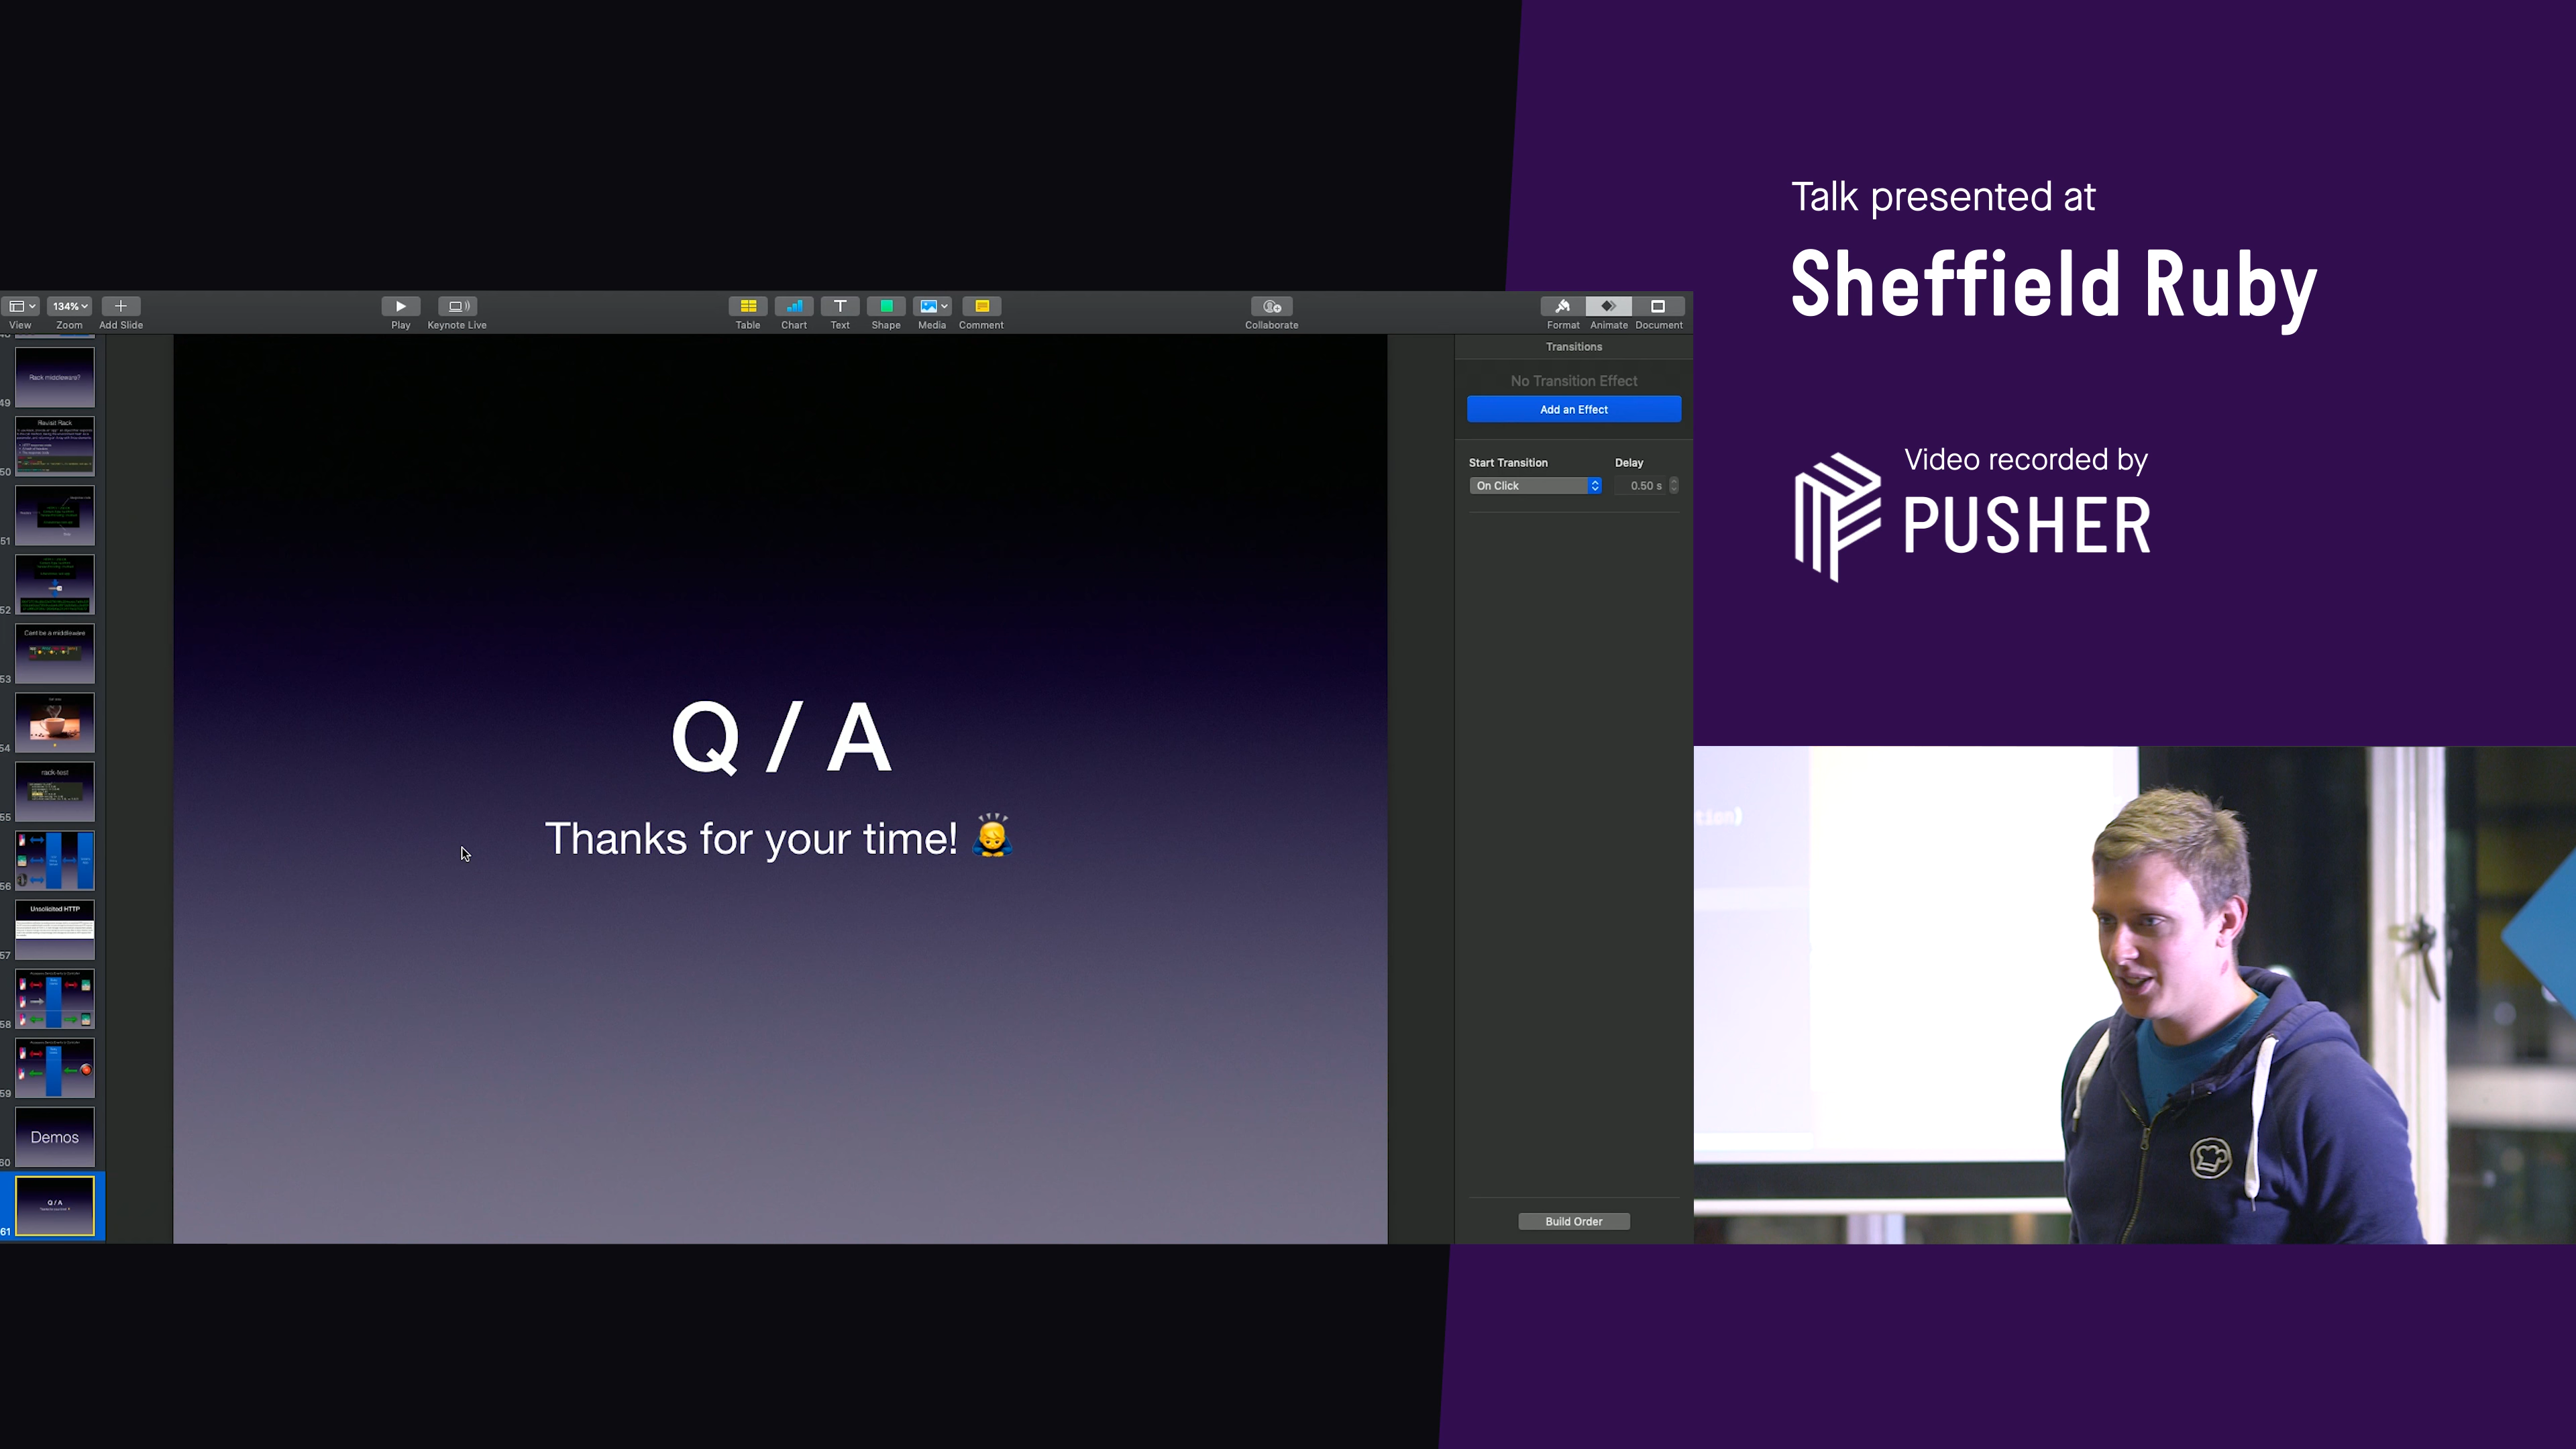 Talk presented at
Sheffield Ruby
Video recorded by
PUSHER
134%
View
Zoom
Add Slide
Play
Keynote Live
Table
Chart
Text
Shape
Media
Comment
Collaborate
Format
Animate
Document
Transitions
No Transition Effect
Add an Effect
Start Transition
Delay
On Click
0.50 s
Build Order
Q / A
Thanks for your time! 🙇
Rack middleware?
49
Revisit Rack
50
51
52
Cant be a middleware
53
54
rack-test
55
56
Unsolicited HTTP
57
58
59
Demos
60
Q / A
61
tion)